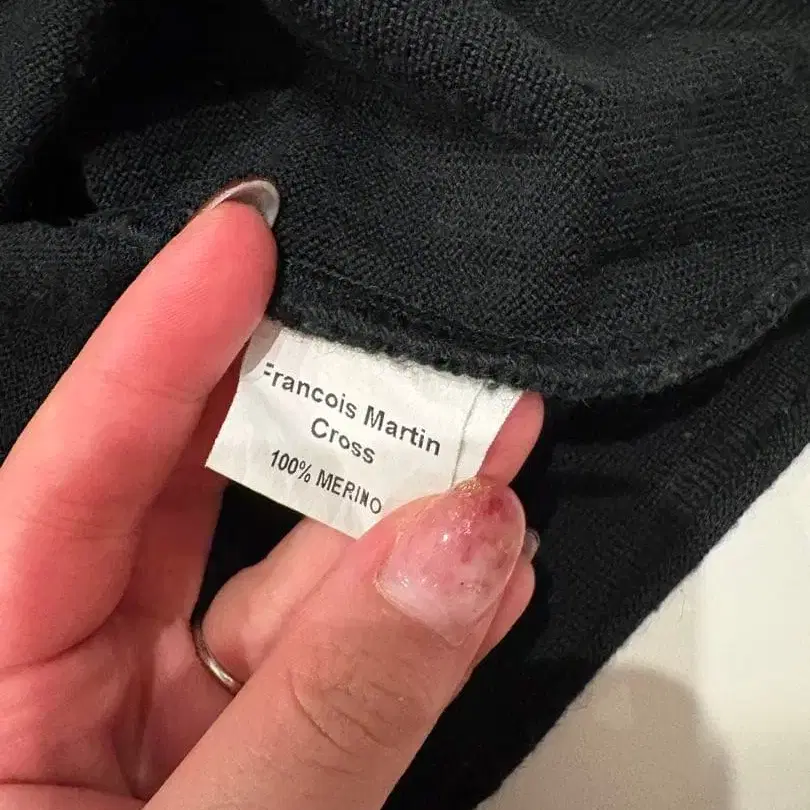 Francois Martin
Cross
100% MERINO